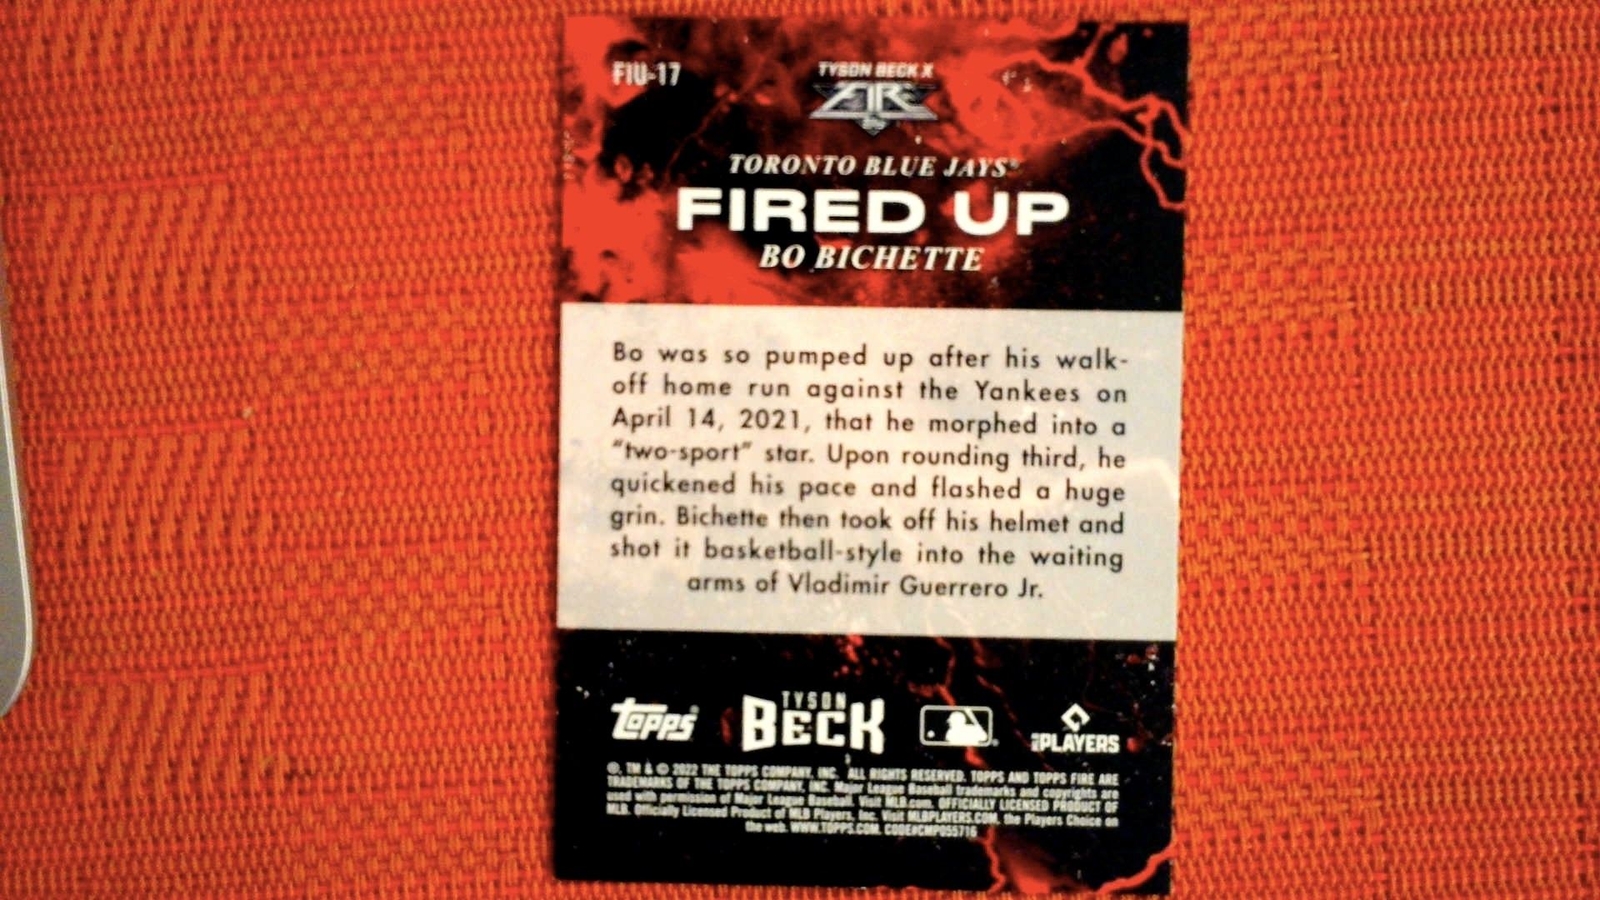 FIU-17
TYSON BECK X
FIRE
TORONTO BLUE JAYS®
FIRED UP
BO BICHETTE
Bo was so pumped up after his walk-
off home run against the Yankees on
April 14, 2021, that he morphed into a
“two-sport” star. Upon rounding third, he
quickened his pace and flashed a huge
grin. Bichette then took off his helmet and
shot it basketball-style into the waiting
arms of Vladimir Guerrero Jr.
Topps®
TYSON
BECK
PLAYERS
®, TM & © 2022 THE TOPPS COMPANY, INC. ALL RIGHTS RESERVED. TOPPS AND TOPPS FIRE ARE
TRADEMARKS OF THE TOPPS COMPANY, INC. Major League Baseball trademarks and copyrights are
used with permission of Major League Baseball. Visit MLB.com. OFFICIALLY LICENSED PRODUCT OF
MLB. Officially Licensed Product of MLB Players, Inc. Visit MLBPLAYERS.COM, the Players Choice on
the web. WWW.TOPPS.COM. CODE#CMP055716